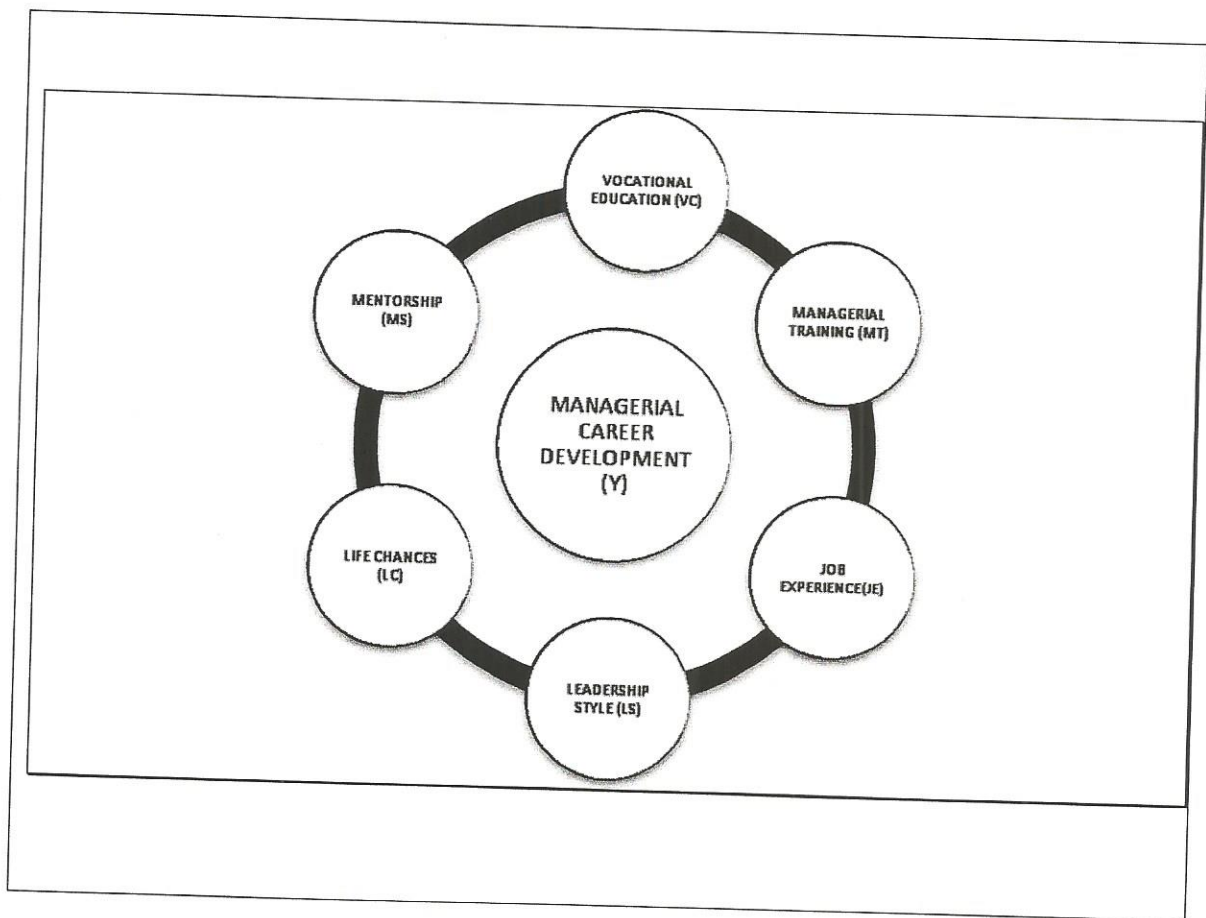 VOCATIONAL
EDUCATION (VC)
MANAGERIAL
TRAINING (MT)
JOB
EXPERIENCE(JE)
LEADERSHIP
STYLE (LS)
LIFE CHANCES
(LC)
MENTORSHIP
(MS)
MANAGERIAL
CAREER
DEVELOPMENT
(Y)